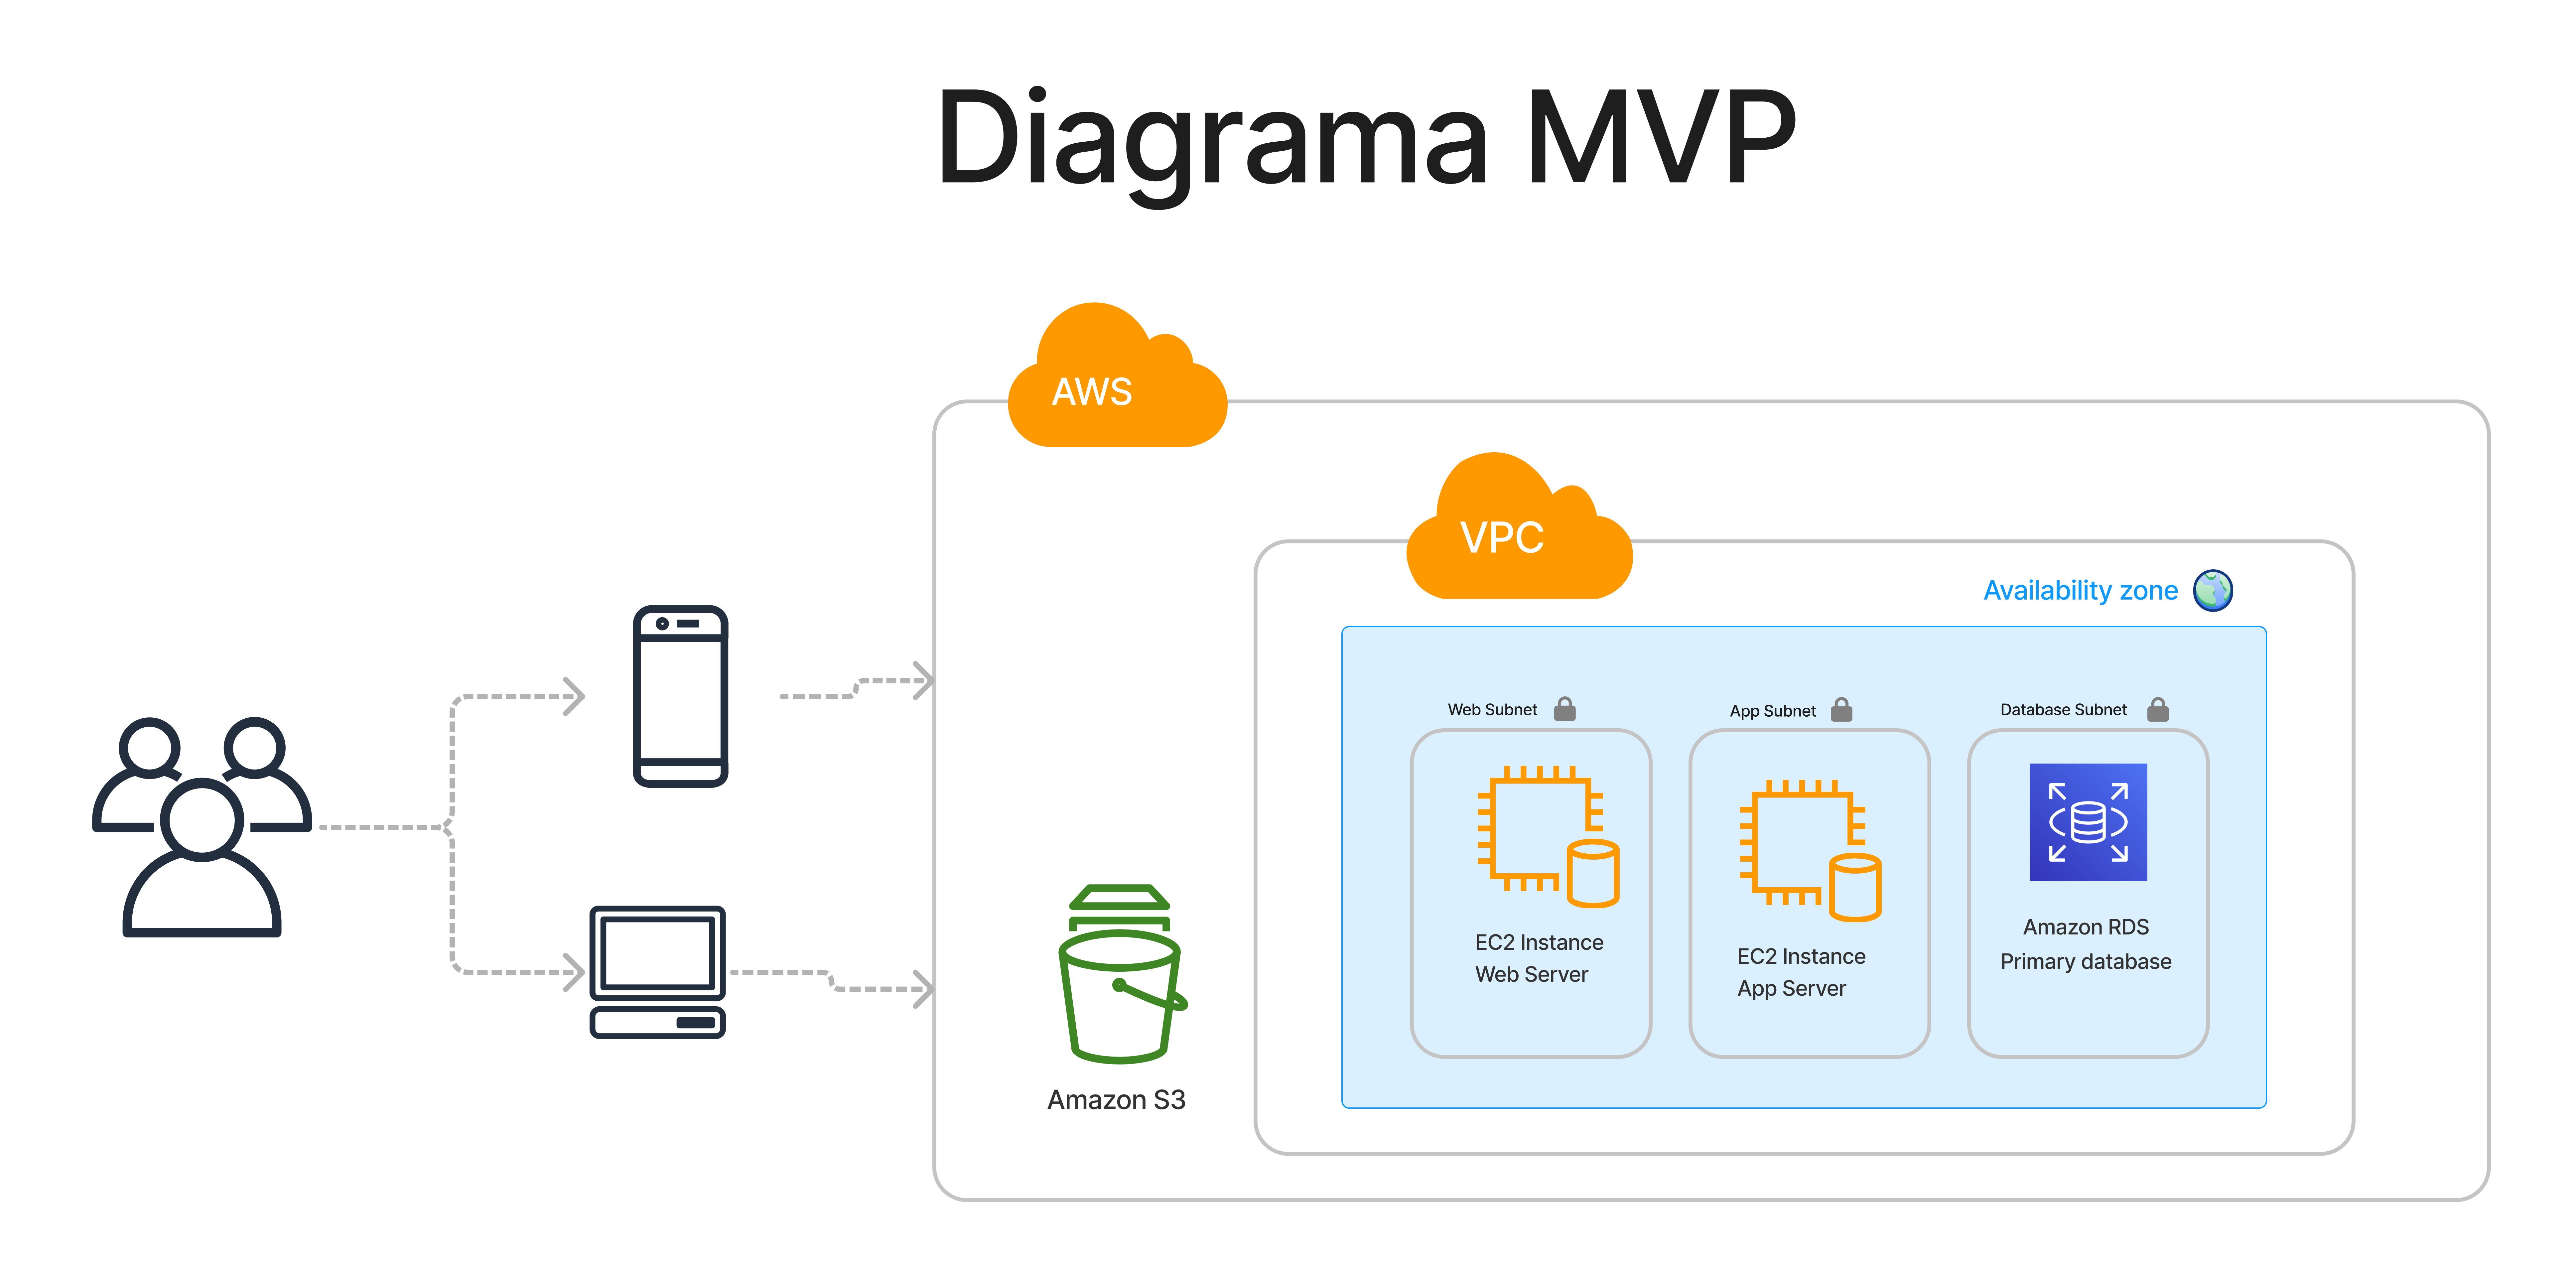 Diagrama MVP
AWS
VPC
Availability zone
Web Subnet
App Subnet
Database Subnet
EC2 Instance
Web Server
EC2 Instance
App Server
Amazon RDS
Primary database
Amazon S3